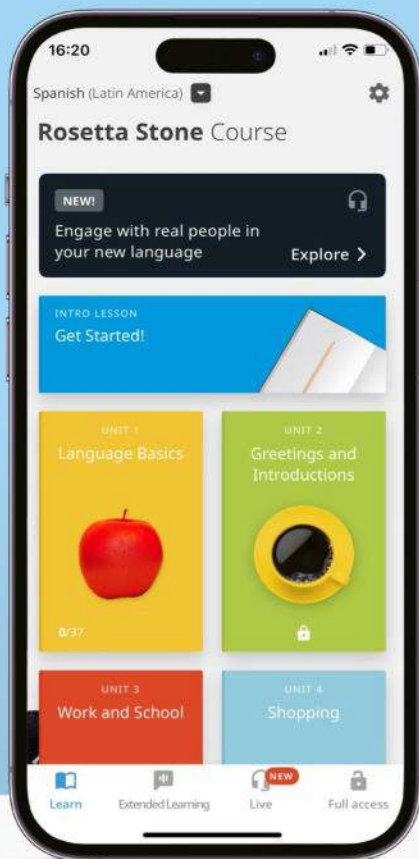 16:20
Spanish (Latin America)
Rosetta Stone Course
NEW!
Engage with real people in
your new language
Explore >
INTRO LESSON
Get Started!
UNIT 1
Language Basics
0/37
UNIT 2
Greetings and
Introductions
UNIT 3
Work and School
UNIT 4
Shopping
NEW
Learn
Extended Learning
Live
Full access